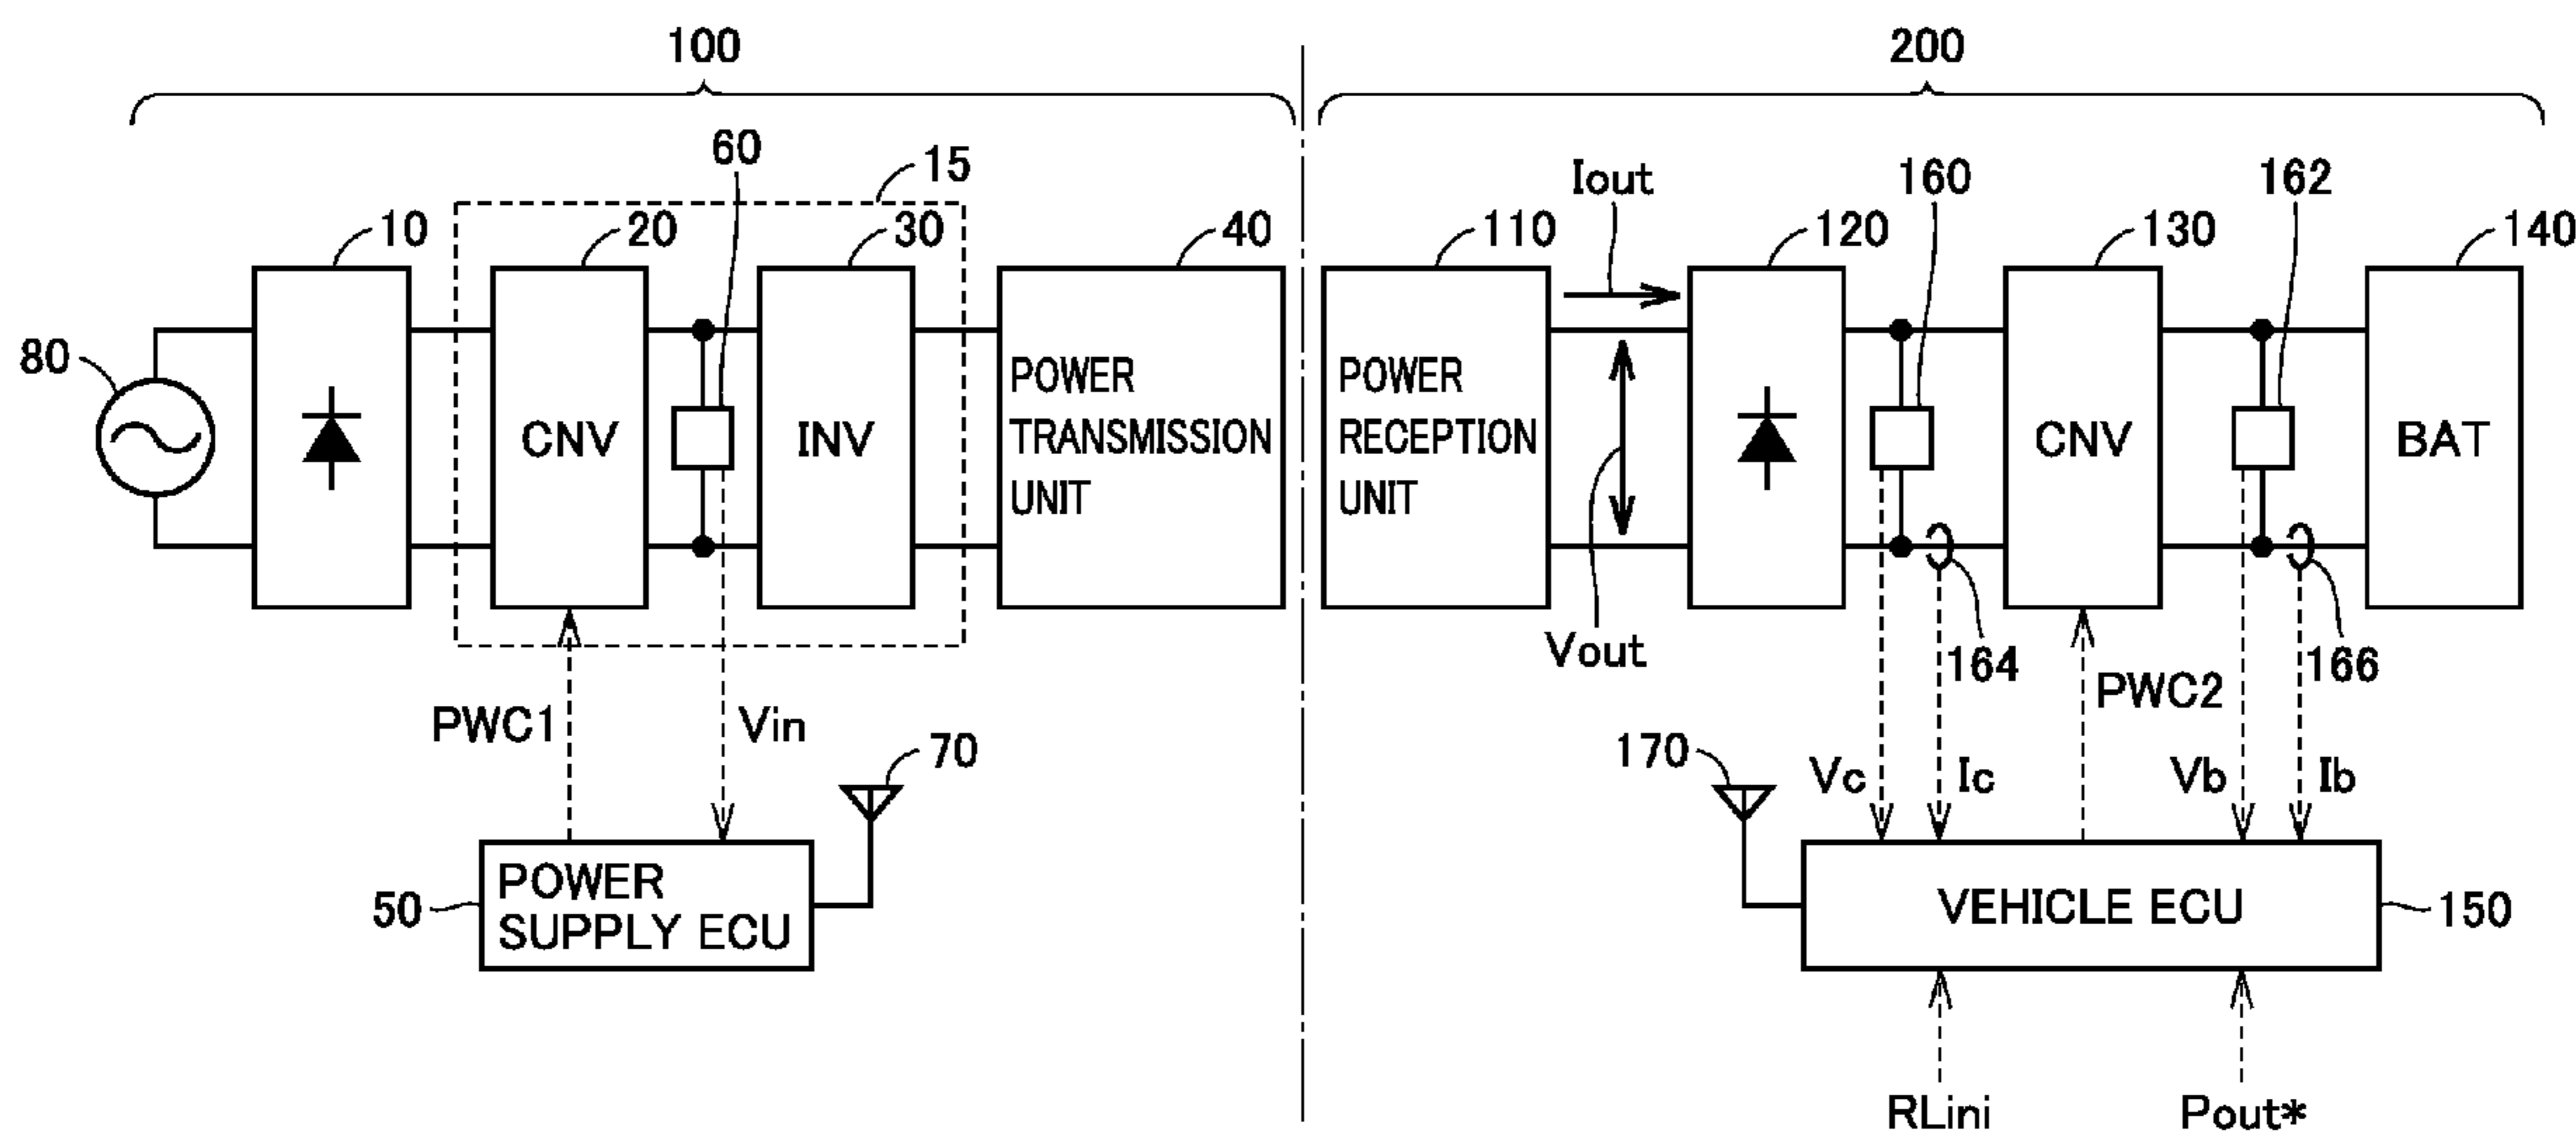 100
200
60
15
Iout
160
162
10
20
30
40
110
120
130
140
80
CNV
INV
POWER
TRANSMISSION
UNIT
POWER
RECEPTION
UNIT
CNV
BAT
Vout
164
166
PWC1
Vin
PWC2
70
170
Vc
Ic
Vb
Ib
50
POWER
SUPPLY ECU
VEHICLE ECU
150
RLini
Pout*